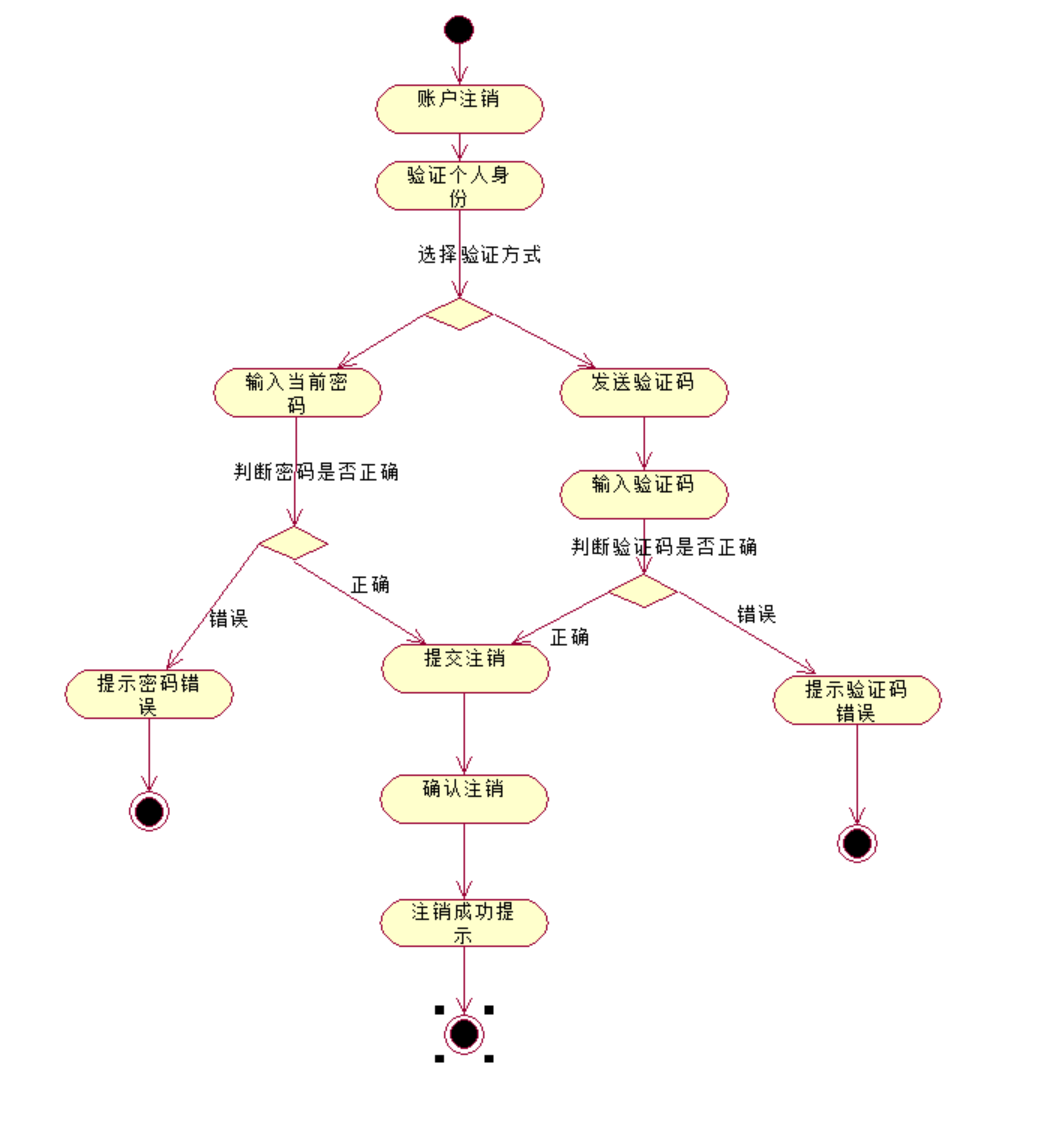 账户注销
验证个人身
份
选择验证方式
输入当前密
码
发送验证码
判断密码是否正确
输入验证码
判断验证码是否正确
正确
错误
错误
正确
提交注销
提示密码错
误
提示验证码
错误
确认注销
注销成功提
示